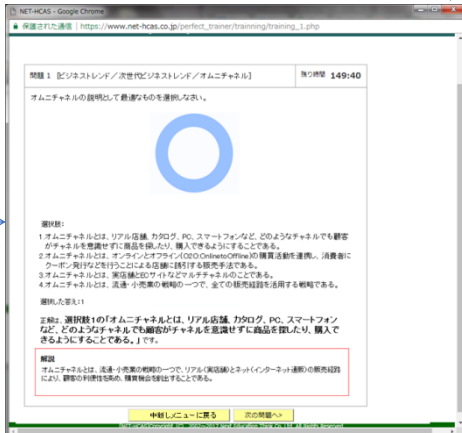 NET-HCAS - Google Chrome
保護された通信 | https://www.net-hcas.co.jp/perfect_trainer/trainning/training_1.php
問題 1 [ビジネストレンド／次世代ビジネストレンド／オムニチャネル]
残り時間 149:40
オムニチャネルの説明として最適なものを選択しなさい。
選択肢：
1.オムニチャネルとは、リアル店舗、カタログ、PC、スマートフォンなど、どのようなチャネルでも顧客
がチャネルを意識せずに商品を探したり、購入できるようにすることである。
2.オムニチャネルとは、オンラインとオフライン(O2O:OnlinetoOffline)の購買活動を連携し、消費者に
クーポン発行などを行うことによる店舗に誘引する販売手法である。
3.オムニチャネルとは、実店舗とECサイトなどマルチチャネルのことである。
4.オムニチャネルとは、流通・小売業の戦略の一つで、全ての販売経路を活用する戦略である。
選択した答え:1
正解は、選択肢1の「オムニチャネルとは、リアル店舗、カタログ、PC、スマートフォン
など、どのようなチャネルでも顧客がチャネルを意識せずに商品を探したり、購入で
きるようにすることである。」です。
解説
オムニチャネルとは、流通・小売業の戦略の一つで、リアル(実店舗)とネット(インターネット通販)の販売経路
により、顧客の利便性を高め、購買機会を創出することである。
中断しメニューに戻る
次の問題へ>